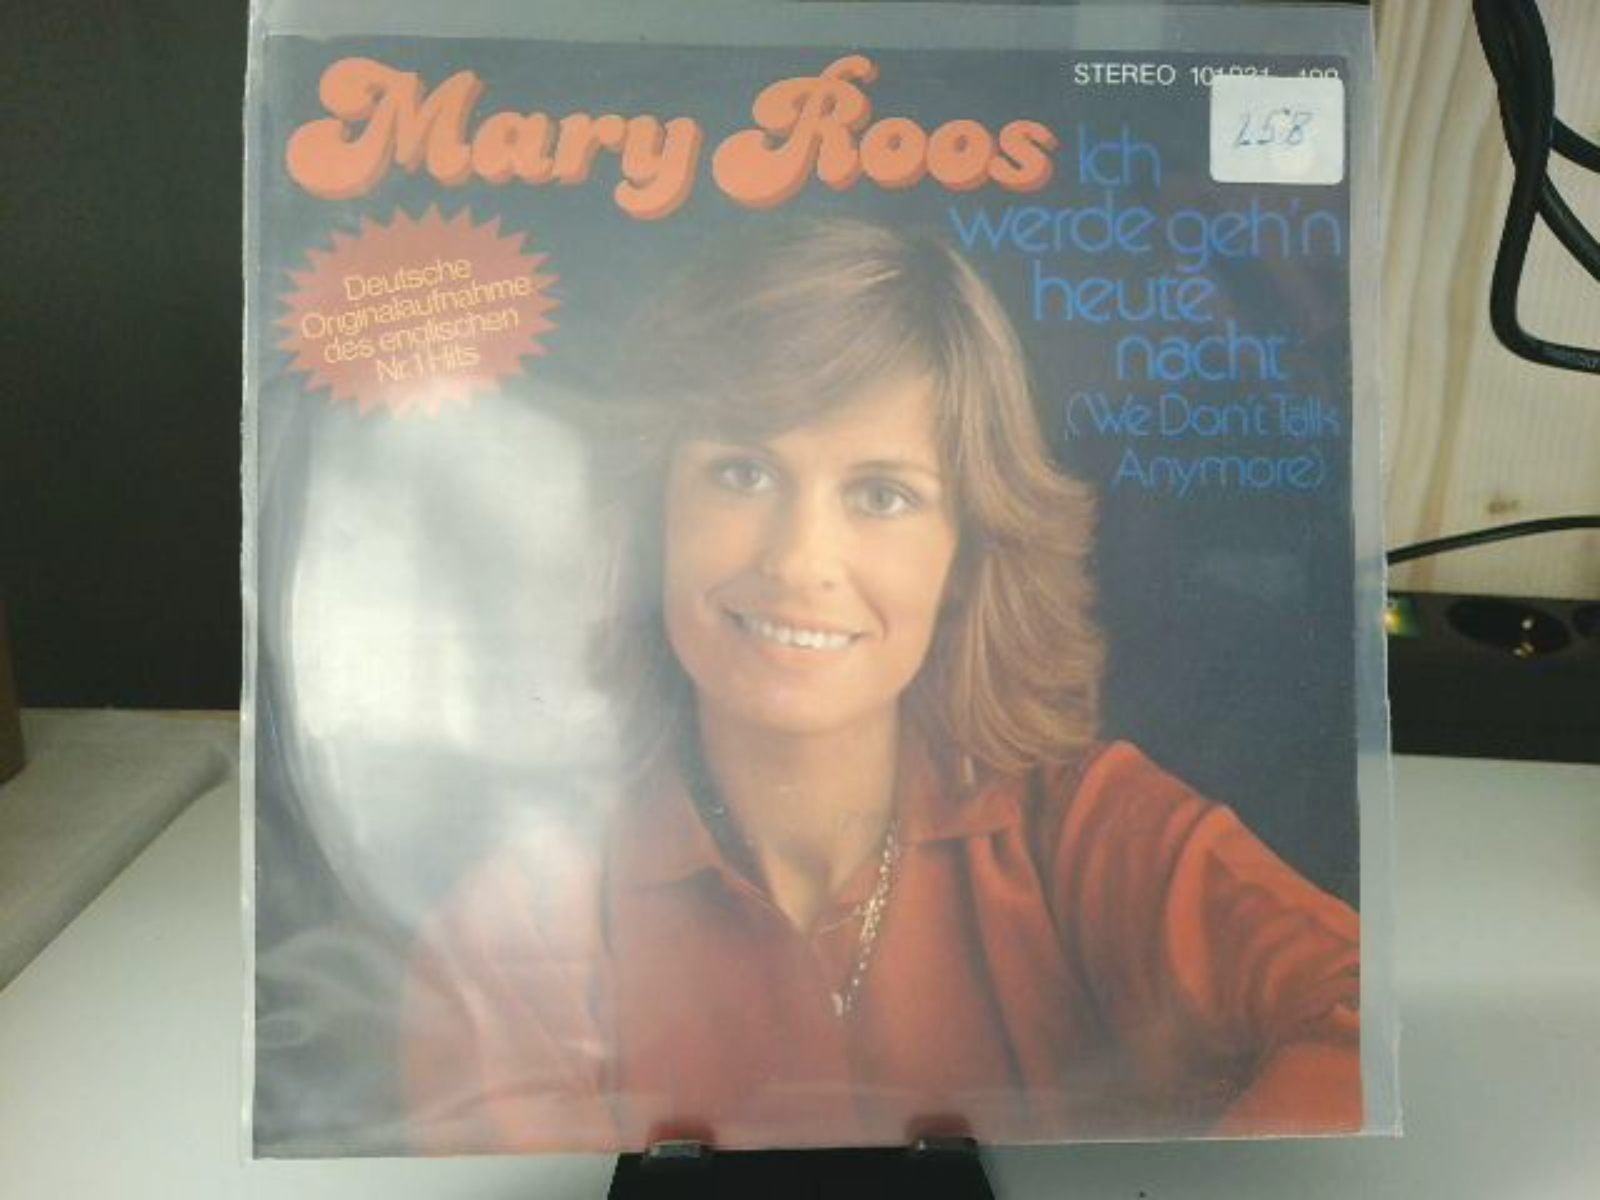 Mary Roos
STEREO
258
Ich
werde geh'n
heute
nacht
(We Don't Talk
Anymore)
Deutsche
Originalaufnahme
des englischen
Nr.1 Hits